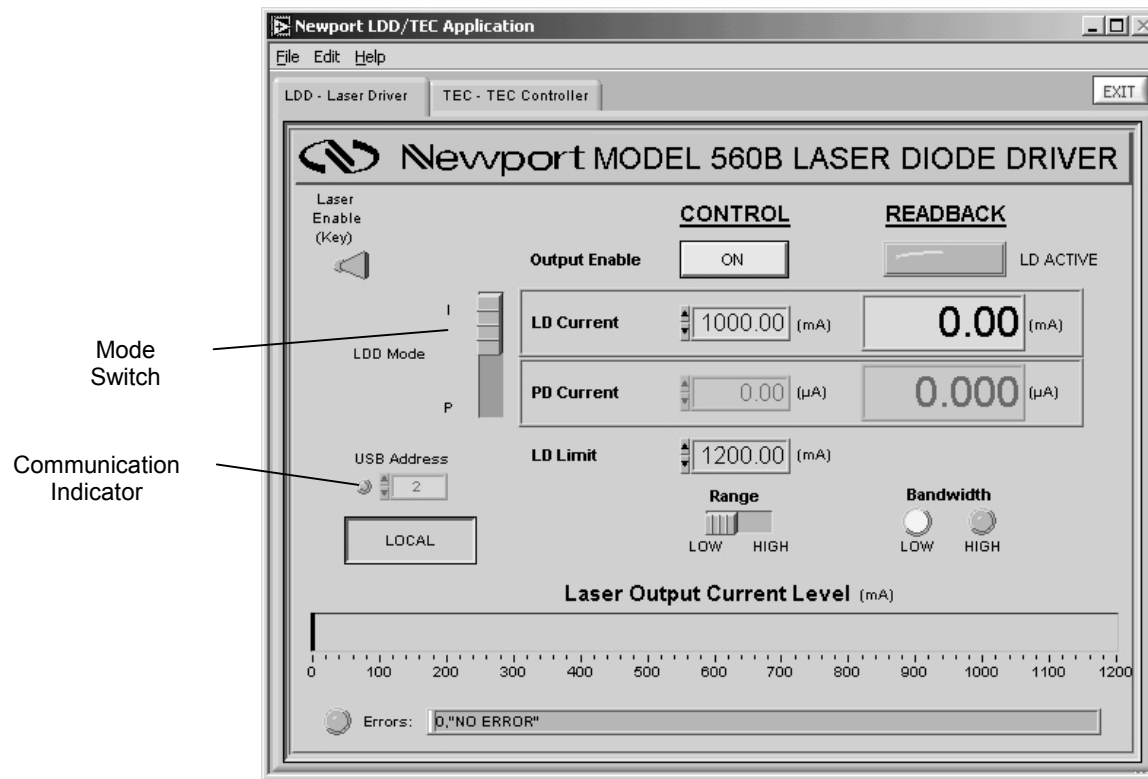 Newport LDD/TEC Application
File Edit Help
LDD - Laser Driver
TEC - TEC Controller
EXIT
Newport MODEL 560B LASER DIODE DRIVER
Laser
Enable
(Key)
CONTROL
READBACK
Output Enable
ON
LD ACTIVE
I
LDD Mode
P
LD Current
1000.00 (mA)
0.00 (mA)
PD Current
0.00 (µA)
0.000 (µA)
Mode
Switch
Communication
Indicator
USB Address
2
LOCAL
LD Limit
1200.00 (mA)
Range
LOW HIGH
Bandwidth
LOW HIGH
Laser Output Current Level (mA)
0 100 200 300 400 500 600 700 800 900 1000 1100 1200
Errors: 0,"NO ERROR"